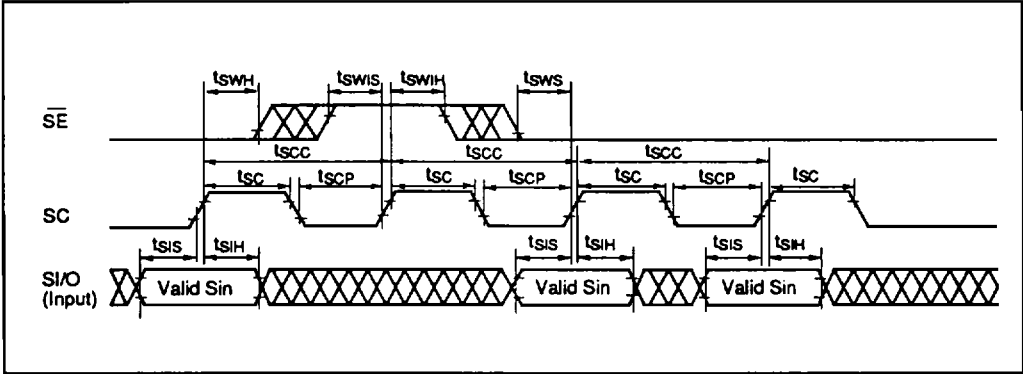 tSWH tSWIS tSWIH tSWS
SE
tSCC tSCC tSCC
tSC tSCP tSC tSCP tSC tSCP tSC
SC
tSIS tSIH tSIS tSIH tSIS tSIH
SI/O
(Input)
Valid Sin Valid Sin Valid Sin